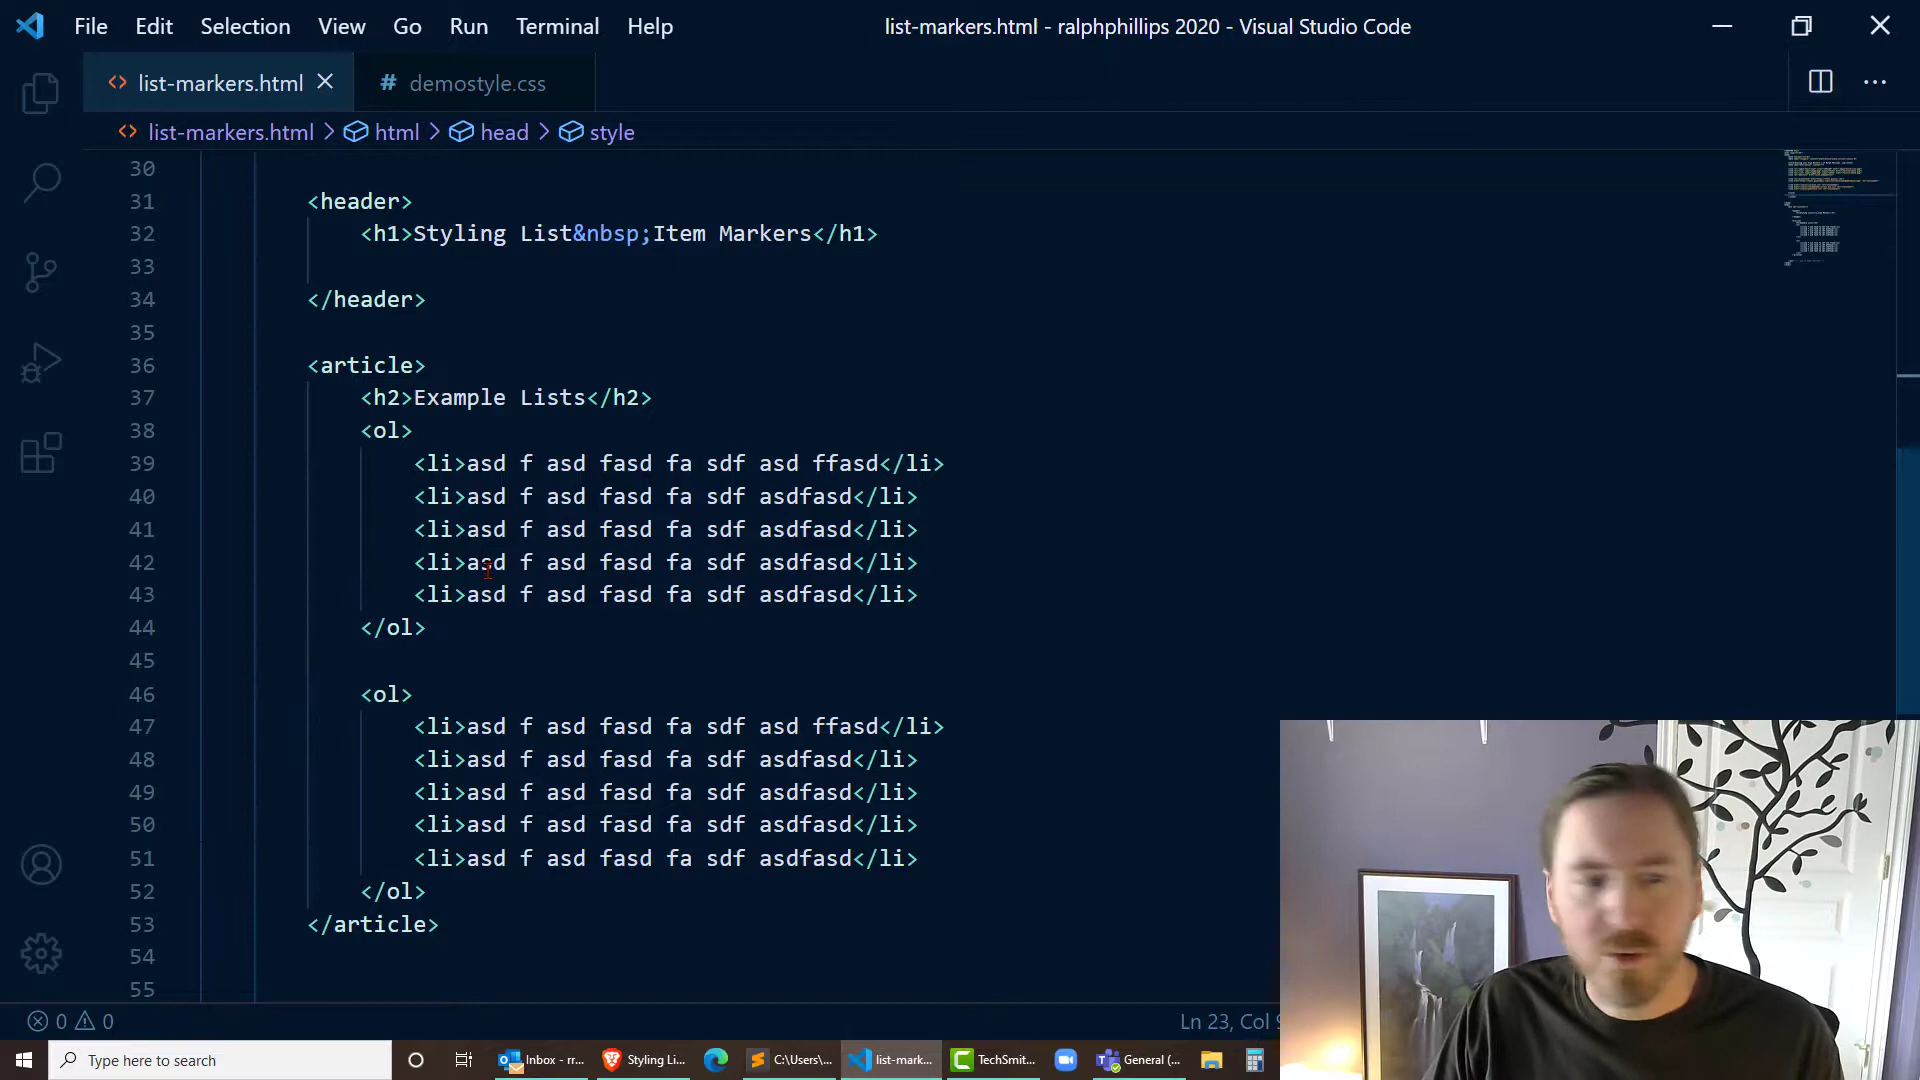 File Edit Selection View Go Run Terminal Help list-markers.html - ralphphillips 2020 - Visual Studio Code
list-markers.html # demostyle.css
list-markers.html > html > head > style
30
31 <header>
32 <h1>Styling List&nbsp;Item Markers</h1>
33
34 </header>
35
36 <article>
37 <h2>Example Lists</h2>
38 <ol>
39 <li>asd f asd fasd fa sdf asd ffasd</li>
40 <li>asd f asd fasd fa sdf asdfasd</li>
41 <li>asd f asd fasd fa sdf asdfasd</li>
42 <li>asd f asd fasd fa sdf asdfasd</li>
43 <li>asd f asd fasd fa sdf asdfasd</li>
44 </ol>
45
46 <ol>
47 <li>asd f asd fasd fa sdf asd ffasd</li>
48 <li>asd f asd fasd fa sdf asdfasd</li>
49 <li>asd f asd fasd fa sdf asdfasd</li>
50 <li>asd f asd fasd fa sdf asdfasd</li>
51 <li>asd f asd fasd fa sdf asdfasd</li>
52 </ol>
53 </article>
54
55
0 0 Ln 23, Col
Type here to search Inbox - rr... Styling Li... C:\Users\... list-mark... TechSmit... General (...